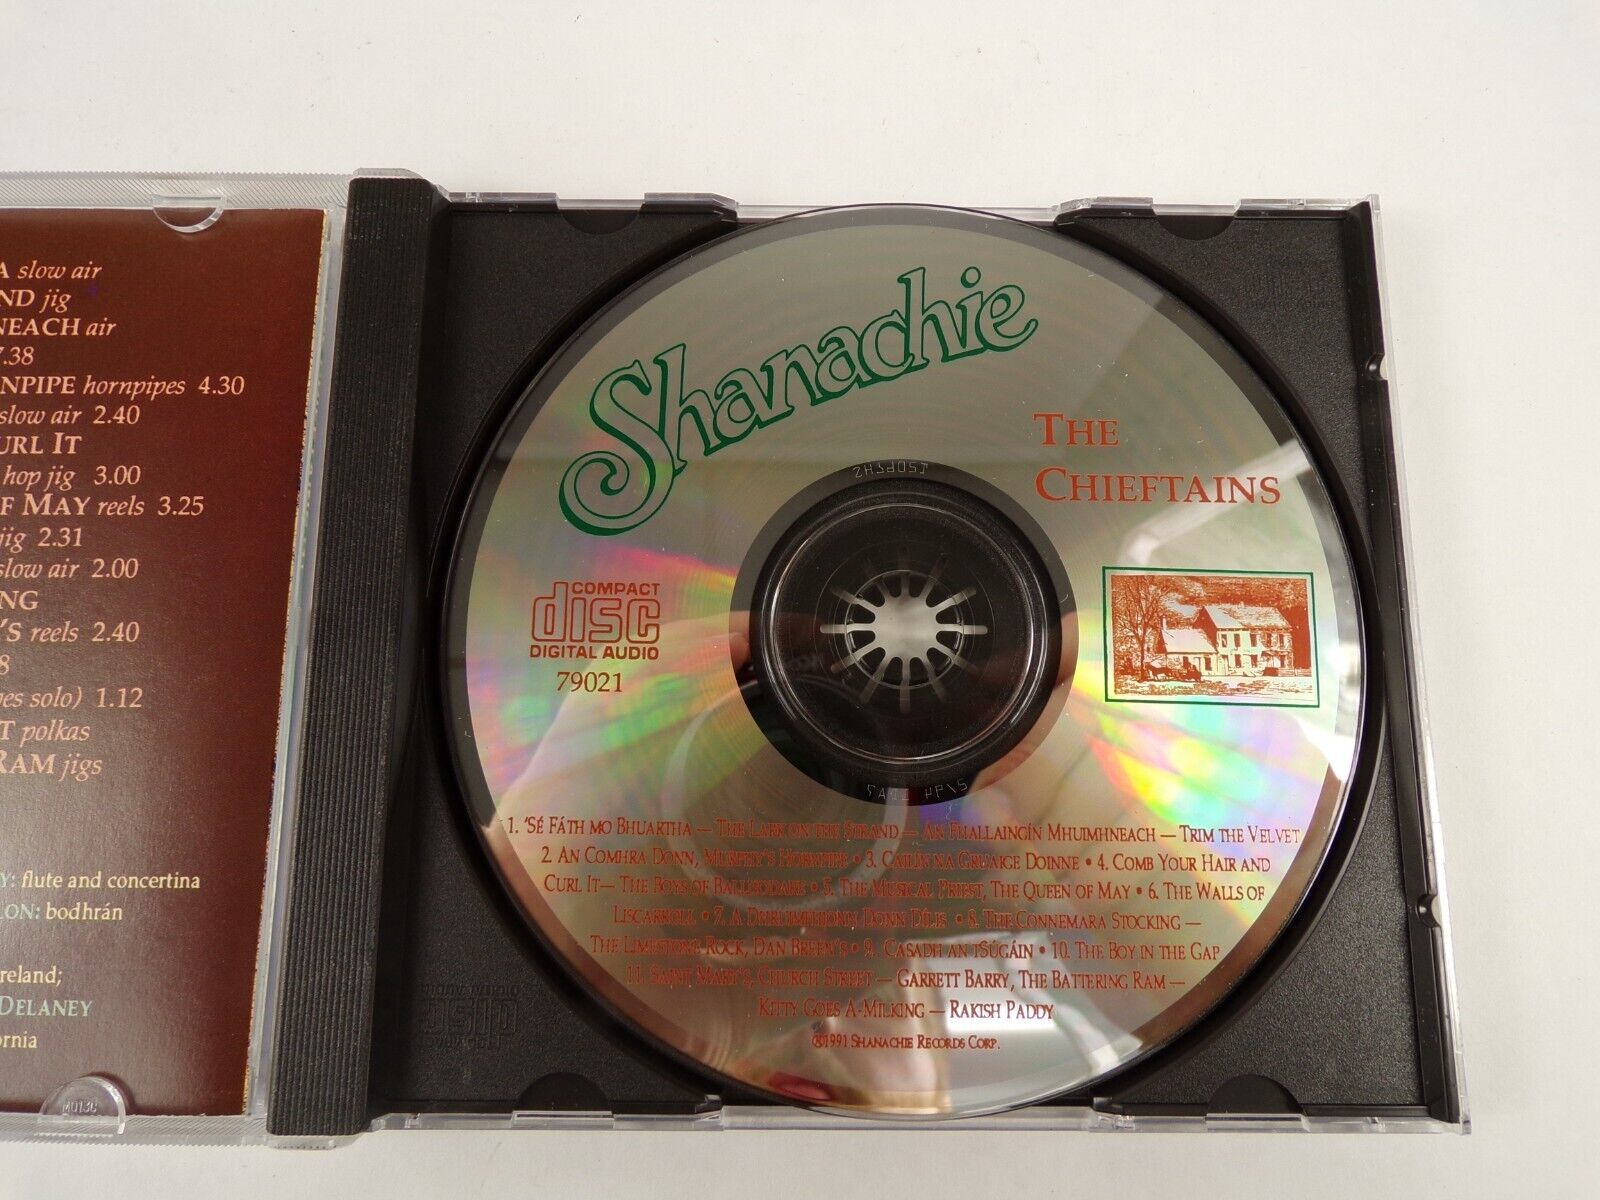 A slow air
ND jig
NEACH air
7.38
NPIPE hornpipes 4.30
slow air 2.40
URL IT
hop jig 3.00
F MAY reels 3.25
jig 2.31
slow air 2.00
NG
'S reels 2.40
8
es solo) 1.12
T polkas
RAM jigs
Y: flute and concertina
LON: bodhrán
reland;
DELANEY
ornia
M013C
Shanachie
THE
CHIEFTAINS
COMPACT
disc
DIGITAL AUDIO
79021
1. 'SÉ FÁTH MO BHUARTHA — THE LARK ON THE STRAND — AN FHALLAINGÍN MHUIMHNEACH — TRIM THE VELVET
2. AN COMHRA DONN, MURPHY'S HORNPIPE • 3. CAILÍN NA GRUAIGE DOINNE • 4. COMB YOUR HAIR AND
CURL IT— THE BOYS OF BALLISODARE • 5. THE MUSICAL PRIEST, THE QUEEN OF MAY • 6. THE WALLS OF
LISCARROLL • 7. A DHRUIMFHIONN DONN DÍLIS • 8. THE CONNEMARA STOCKING —
THE LIMESTONE ROCK, DAN BREEN'S • 9. CASADH AN TSÚGÁIN • 10. THE BOY IN THE GAP
11. SAINT MARY'S, CHURCH STREET — GARRETT BARRY, THE BATTERING RAM —
KITTY GOES A-MILKING — RAKISH PADDY
℗1991 SHANACHIE RECORDS CORP.